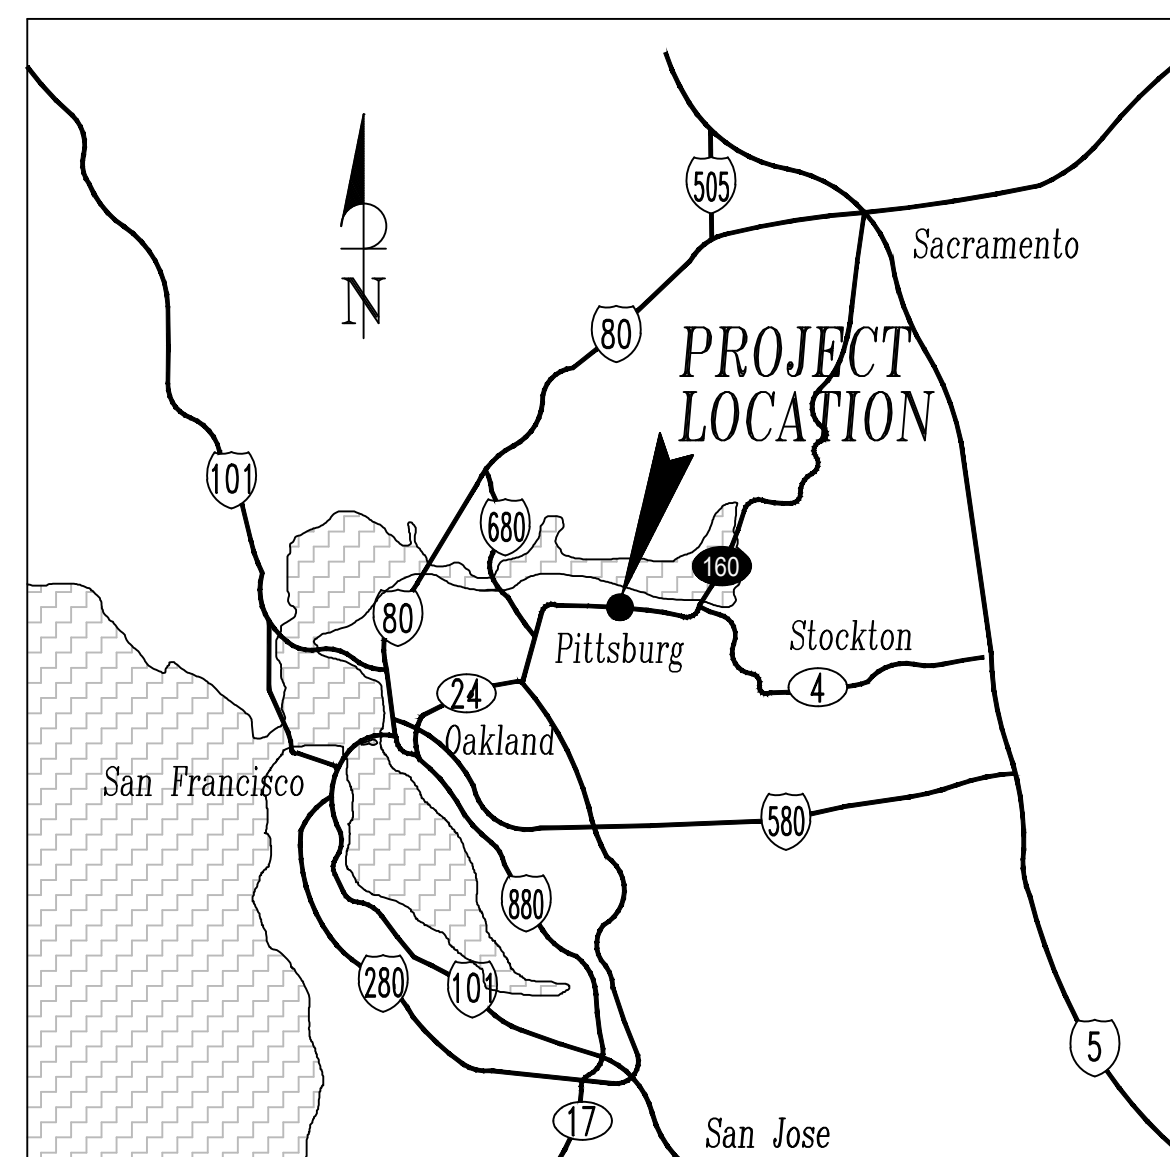 505
Sacramento
N
80
PROJECT
LOCATION
101
680
160
80
Pittsburg
Stockton
24
4
Oakland
San Francisco
580
880
280
101
5
17
San Jose